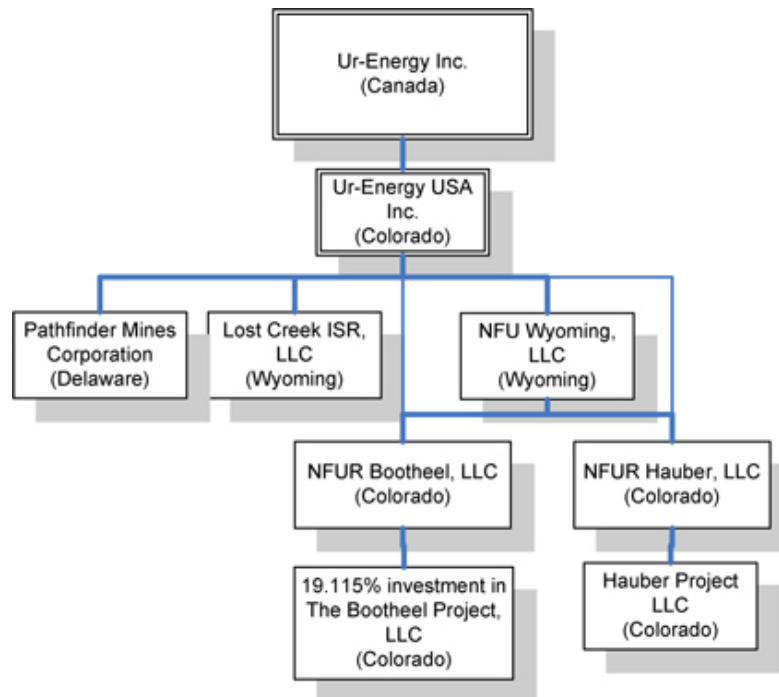 Ur-Energy Inc.
(Canada)
Ur-Energy USA
Inc.
(Colorado)
Pathfinder Mines
Corporation
(Delaware)
Lost Creek ISR,
LLC
(Wyoming)
NFU Wyoming,
LLC
(Wyoming)
NFUR Bootheel, LLC
(Colorado)
NFUR Hauber, LLC
(Colorado)
19.115% investment in
The Bootheel Project,
LLC
(Colorado)
Hauber Project
LLC
(Colorado)